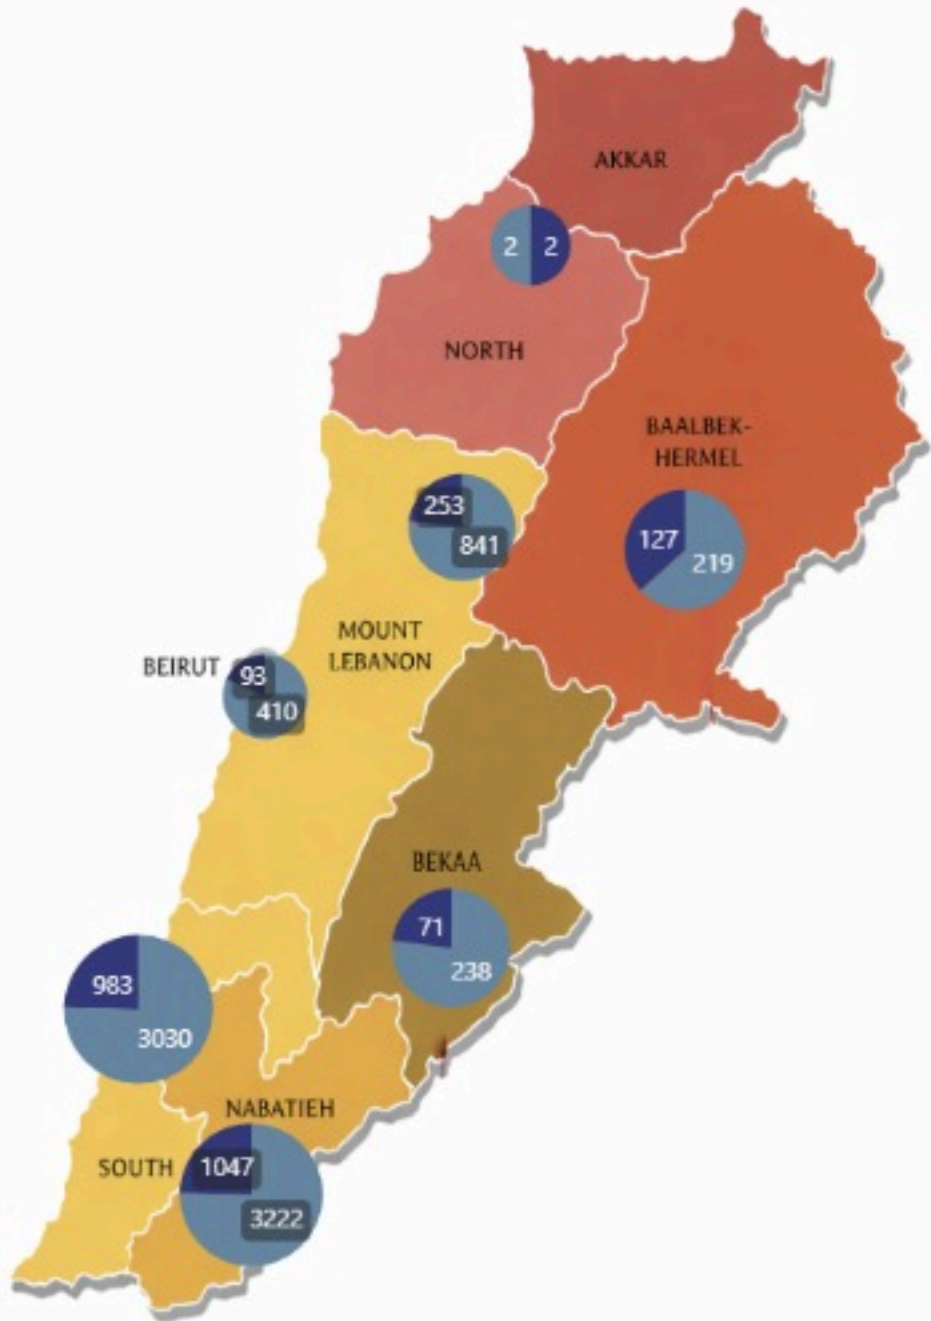 AKKAR
2 2
NORTH
BAALBEK-
HERMEL
253
841
127
219
MOUNT
LEBANON
BEIRUT
93
410
BEKAA
71
238
983
3030
NABATIEH
SOUTH
1047
3222